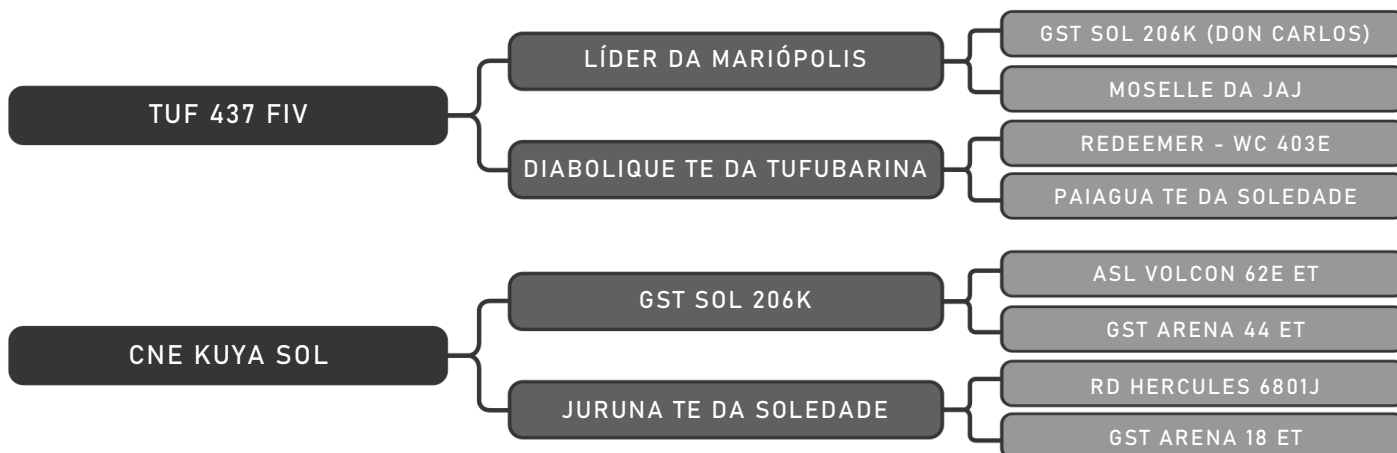 TUF 437 FIV
LÍDER DA MARIÓPOLIS
GST SOL 206K (DON CARLOS)
MOSELLE DA JAJ
DIABOLIQUE TE DA TUFUBARINA
REDEEMER - WC 403E
PAIAGUA TE DA SOLEDADE
CNE KUYA SOL
GST SOL 206K
ASL VOLCON 62E ET
GST ARENA 44 ET
JURUNA TE DA SOLEDADE
RD HERCULES 6801J
GST ARENA 18 ET